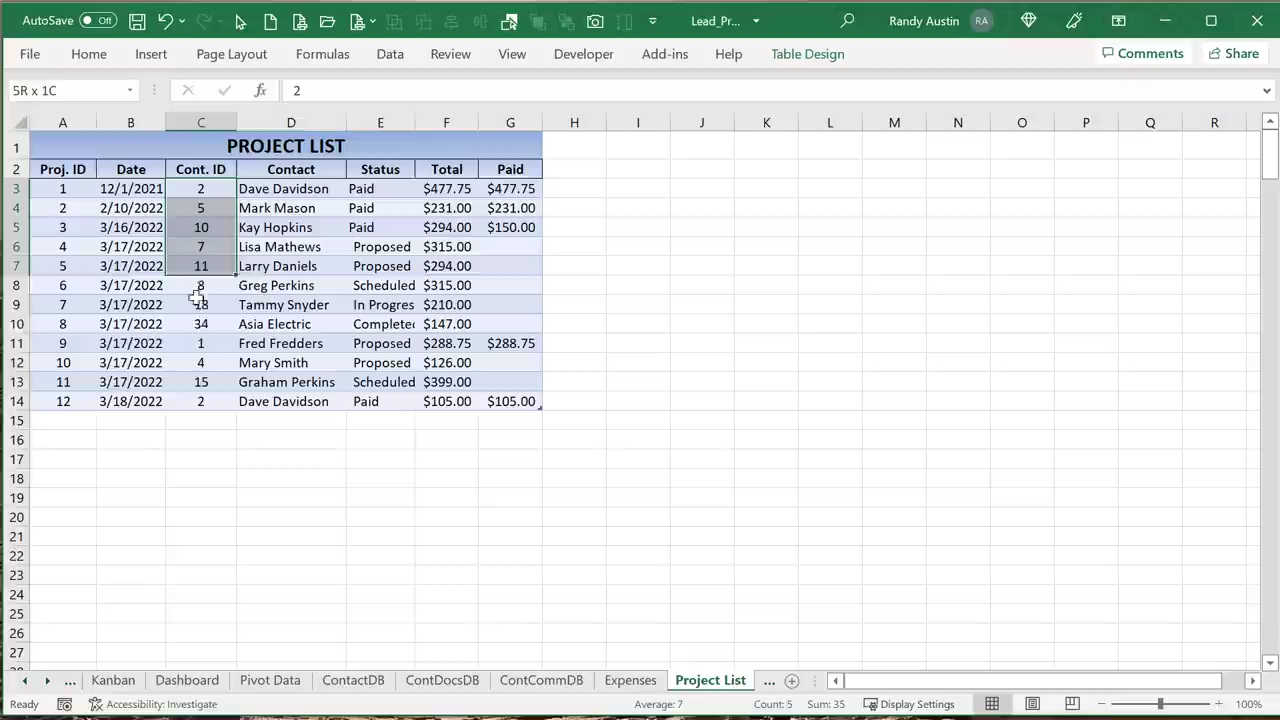 AutoSave Off Lead_Pr... Randy Austin RA
File Home Insert Page Layout Formulas Data Review View Developer Add-ins Help Table Design Comments Share
5R x 1C fx 2
A B C D E F G H I J K L M N O P Q R
1 PROJECT LIST
2 Proj. ID Date Cont. ID Contact Status Total Paid
3 1 12/1/2021 2 Dave Davidson Paid $477.75 $477.75
4 2 2/10/2022 5 Mark Mason Paid $231.00 $231.00
5 3 3/16/2022 10 Kay Hopkins Paid $294.00 $150.00
6 4 3/17/2022 7 Lisa Mathews Proposed $315.00
7 5 3/17/2022 11 Larry Daniels Proposed $294.00
8 6 3/17/2022 8 Greg Perkins Scheduled $315.00
9 7 3/17/2022 Tammy Snyder In Progres $210.00
10 8 3/17/2022 34 Asia Electric Completec $147.00
11 9 3/17/2022 1 Fred Fredders Proposed $288.75 $288.75
12 10 3/17/2022 4 Mary Smith Proposed $126.00
13 11 3/17/2022 15 Graham Perkins Scheduled $399.00
14 12 3/18/2022 2 Dave Davidson Paid $105.00 $105.00
15
16
17
18
19
20
21
22
23
24
25
26
27
... Kanban Dashboard Pivot Data ContactDB ContDocsDB ContCommDB Expenses Project List ...
Ready Accessibility: Investigate Average: 7 Count: 5 Sum: 35 Display Settings 100%